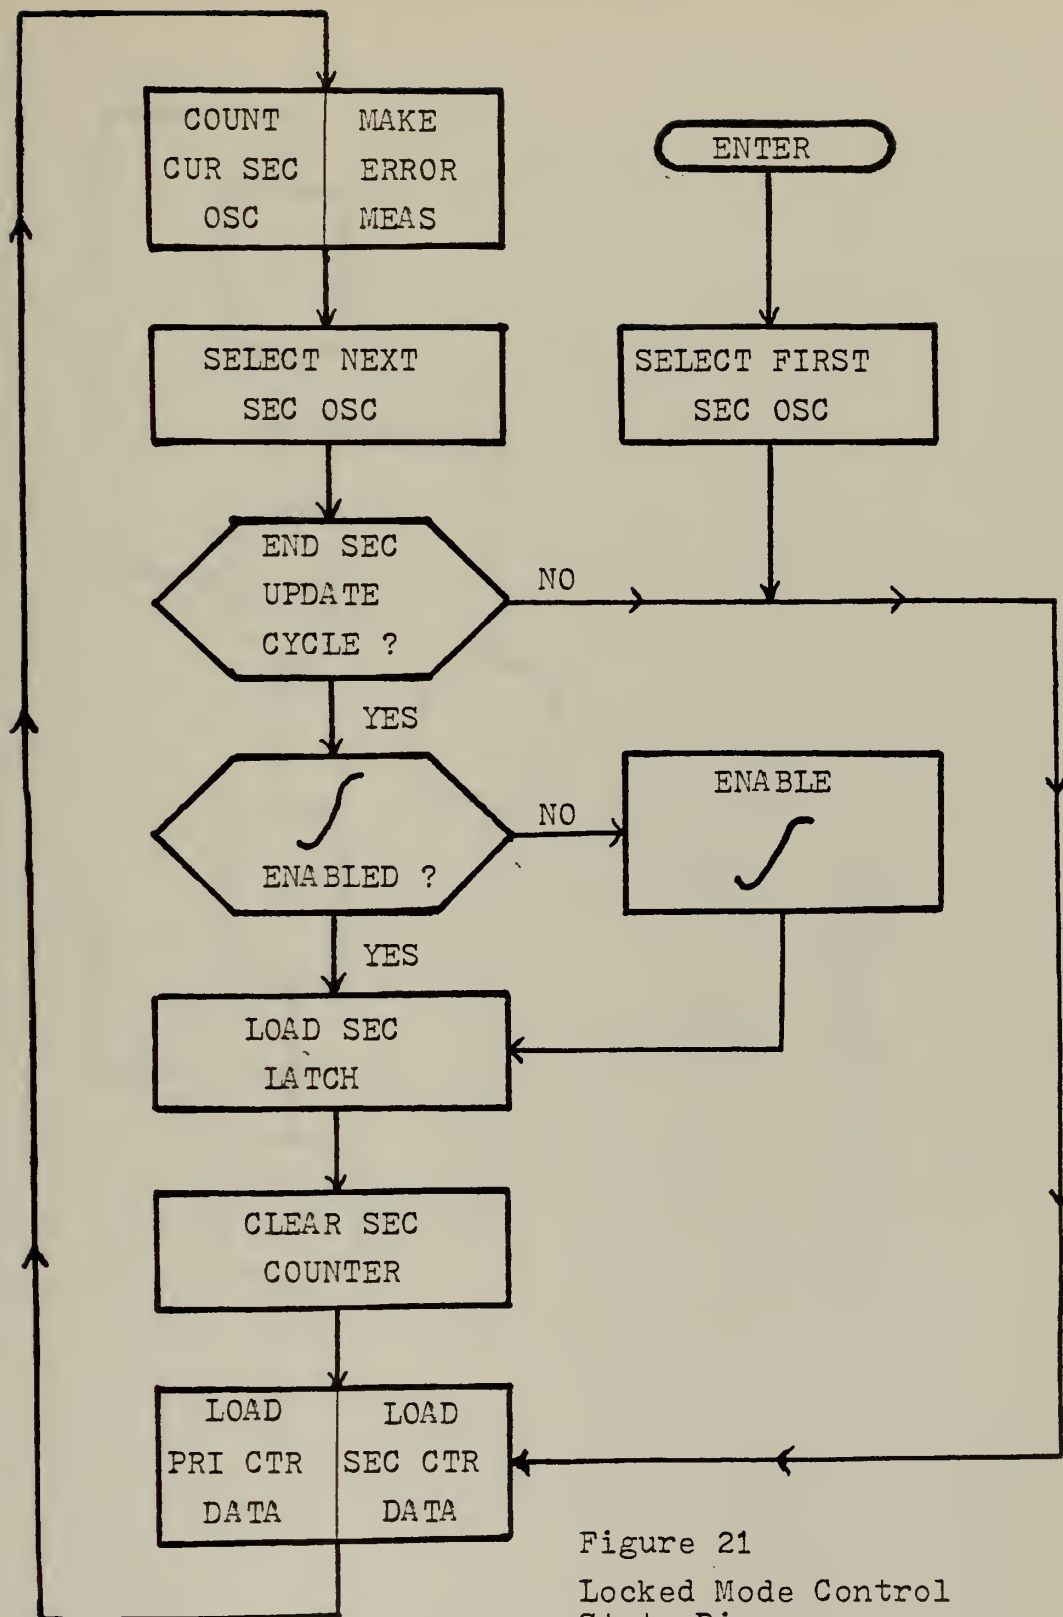 COUNT
CUR SEC
OSC
MAKE
ERROR
MEAS
ENTER
SELECT NEXT
SEC OSC
SELECT FIRST
SEC OSC
END SEC
UPDATE
CYCLE ?
NO
YES
∫
ENABLED ?
NO
ENABLE
∫
YES
LOAD SEC
LATCH
CLEAR SEC
COUNTER
LOAD
PRI CTR
DATA
LOAD
SEC CTR
DATA
Figure 21
Locked Mode Control